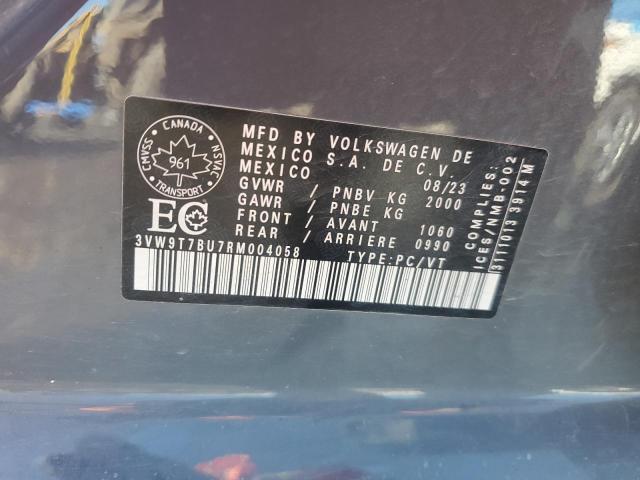 CANADA
CMVSS
NSVAC
961
TRANSPORT
EC
MFD BY VOLKSWAGEN DE
MEXICO S.A. DE C.V.
MEXICO 08/23
GVWR / PNBV KG 2000
GAWR / PNBE KG
FRONT / AVANT 1060
REAR / ARRIERE 0990
3VW9T7BU7RM004058 TYPE:PC/VT
COMPLIES:
ICES/NMB-002
3111013 3914 M